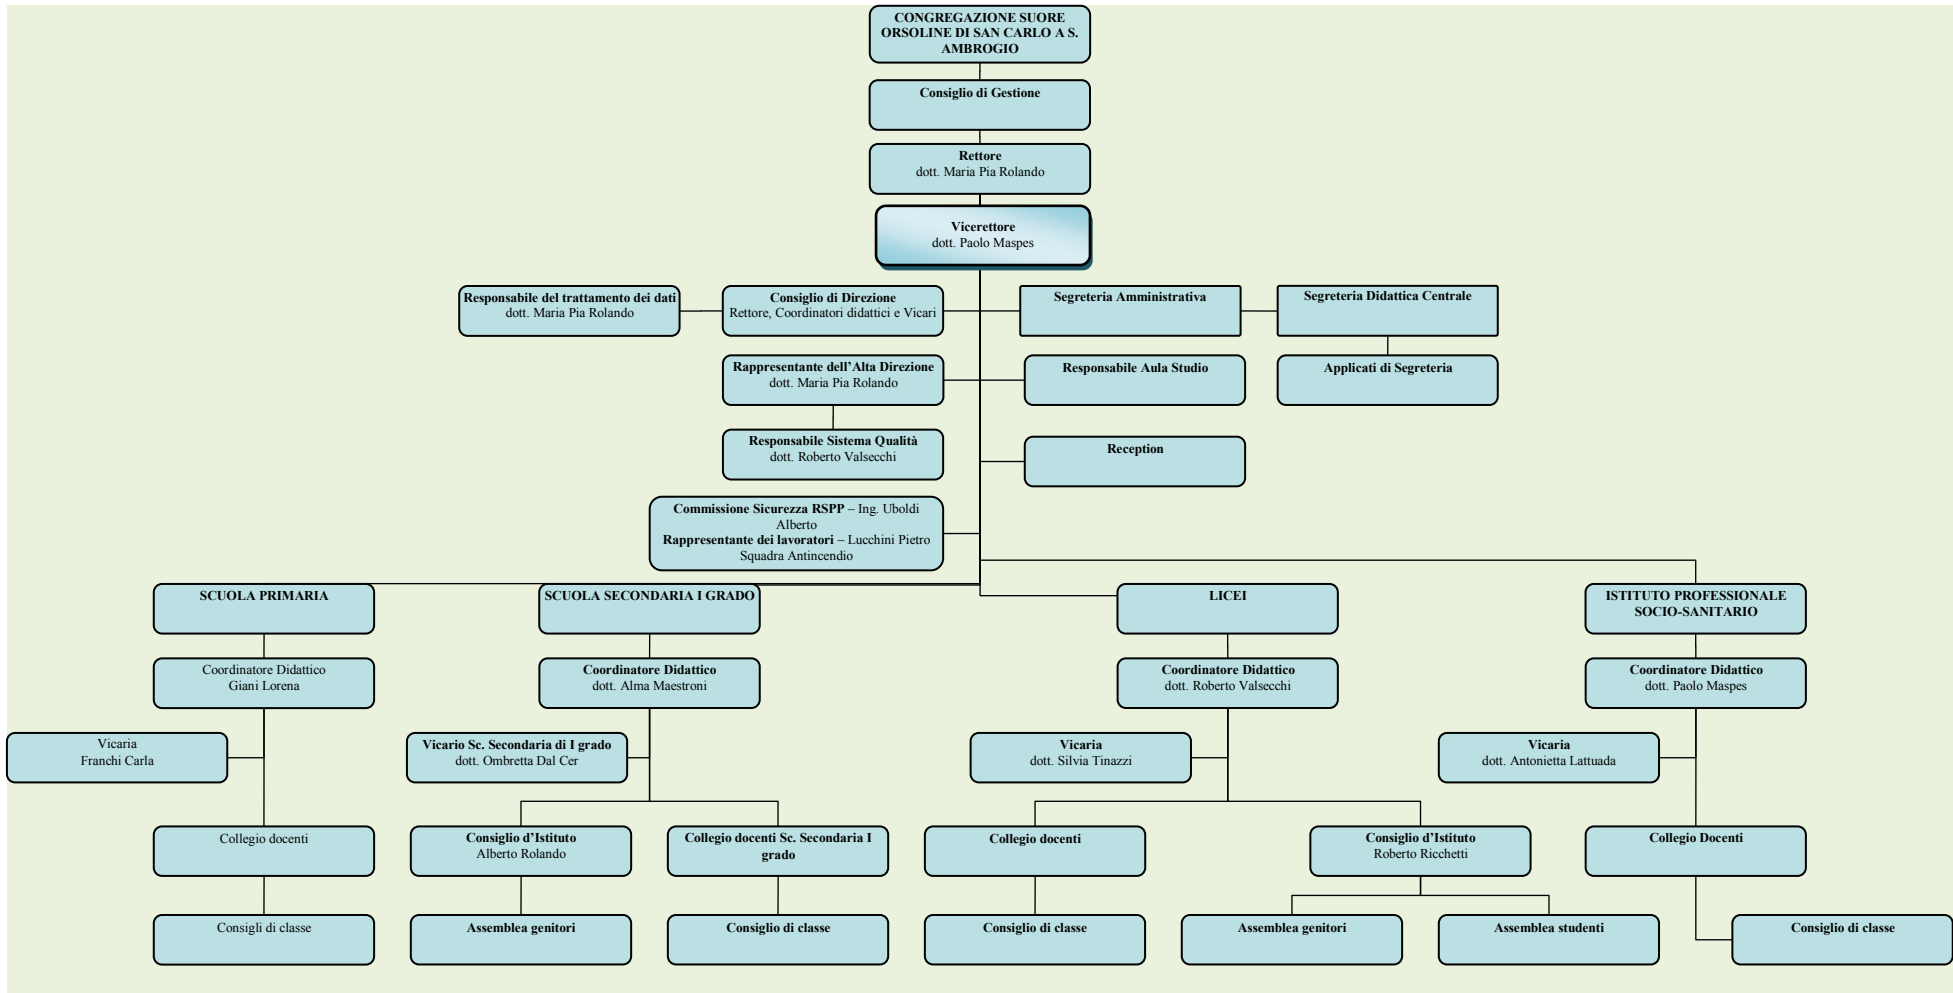 CONGREGAZIONE SUORE
ORSOLINE DI SAN CARLO A S.
AMBROGIO
Consiglio di Gestione
Rettore
dott. Maria Pia Rolando
Vicerettore
dott. Paolo Maspes
Responsabile del trattamento dei dati
dott. Maria Pia Rolando
Consiglio di Direzione
Rettore, Coordinatori didattici e Vicari
Segreteria Amministrativa
Segreteria Didattica Centrale
Rappresentante dell’Alta Direzione
dott. Maria Pia Rolando
Responsabile Aula Studio
Applicati di Segreteria
Responsabile Sistema Qualità
dott. Roberto Valsecchi
Reception
Commissione Sicurezza RSPP – Ing. Uboldi
Alberto
Rappresentante dei lavoratori – Lucchini Pietro
Squadra Antincendio
SCUOLA PRIMARIA
SCUOLA SECONDARIA I GRADO
LICEI
ISTITUTO PROFESSIONALE
SOCIO-SANITARIO
Coordinatore Didattico
Giani Lorena
Coordinatore Didattico
dott. Alma Maestroni
Coordinatore Didattico
dott. Roberto Valsecchi
Coordinatore Didattico
dott. Paolo Maspes
Vicaria
Franchi Carla
Vicario Sc. Secondaria di I grado
dott. Ombretta Dal Cer
Vicaria
dott. Silvia Tinazzi
Vicaria
dott. Antonietta Lattuada
Collegio docenti
Consiglio d’Istituto
Alberto Rolando
Collegio docenti Sc. Secondaria I
grado
Collegio docenti
Consiglio d’Istituto
Roberto Ricchetti
Collegio Docenti
Consigli di classe
Assemblea genitori
Consiglio di classe
Consiglio di classe
Assemblea genitori
Assemblea studenti
Consiglio di classe